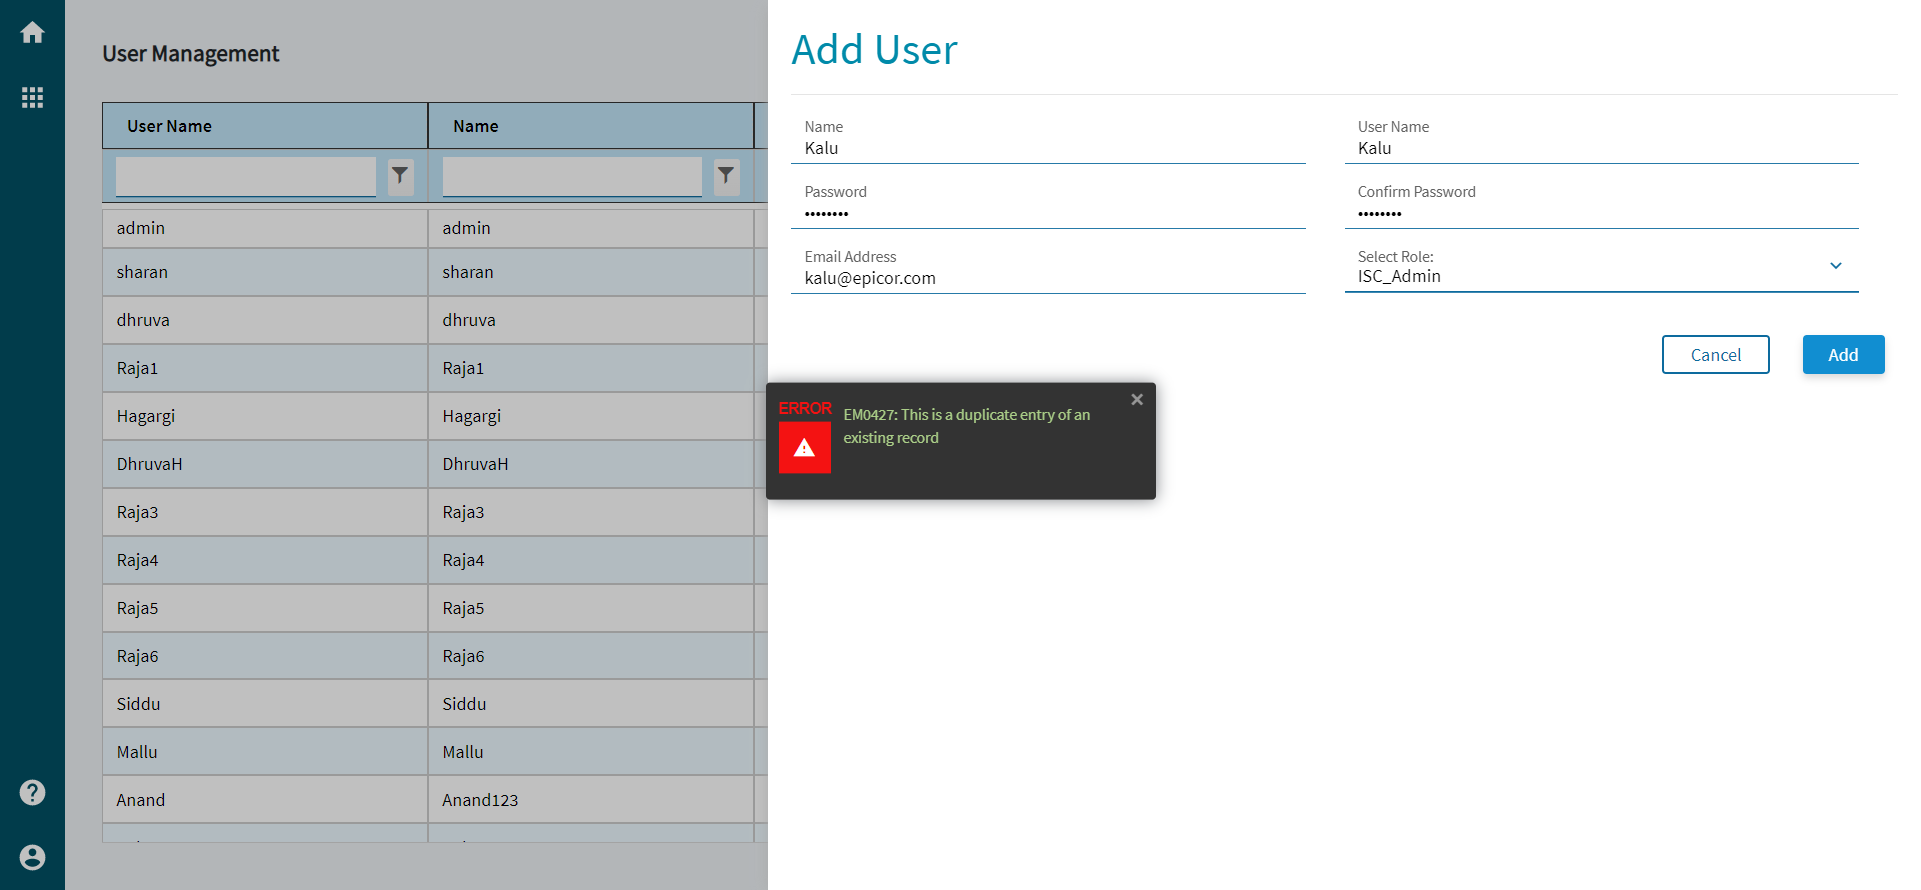 User Management
User Name Name
admin admin
sharan sharan
dhruva dhruva
Raja1 Raja1
Hagargi Hagargi
DhruvaH DhruvaH
Raja3 Raja3
Raja4 Raja4
Raja5 Raja5
Raja6 Raja6
Siddu Siddu
Mallu Mallu
Anand Anand123
Add User
Name User Name
Kalu Kalu
Password Confirm Password
•••••••• ••••••••
Email Address Select Role:
kalu@epicor.com ISC_Admin
Cancel Add
ERROR
EM0427: This is a duplicate entry of an
existing record